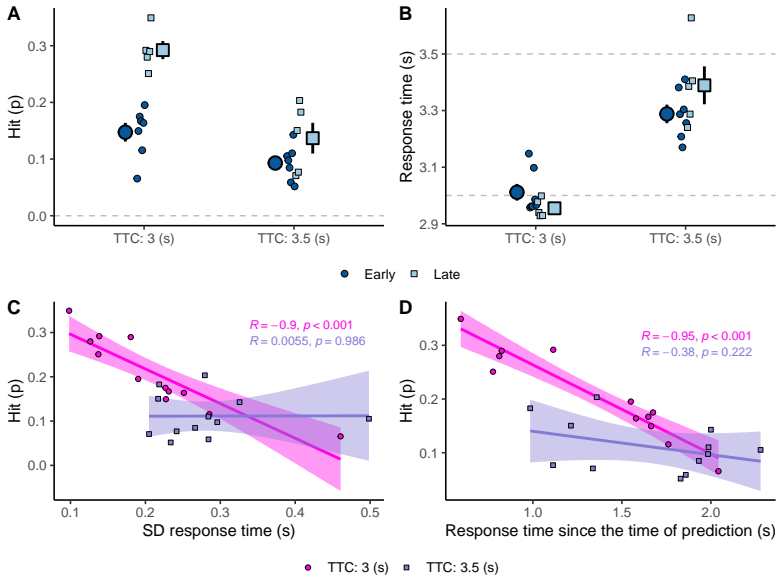 A
Hit (p)
0.3
0.2
0.1
0.0
TTC: 3 (s)
TTC: 3.5 (s)
B
Response time (s)
3.5
3.3
3.0
2.9
TTC: 3 (s)
TTC: 3.5 (s)
Early
Late
C
Hit (p)
0.3
0.2
0.1
0.0
R = −0.9, p < 0.001
R = 0.0055, p = 0.986
0.1
0.2
0.3
0.4
0.5
SD response time (s)
D
Hit (p)
0.3
0.2
0.1
R = −0.95, p < 0.001
R = −0.38, p = 0.222
1.0
1.5
2.0
Response time since the time of prediction (s)
TTC: 3 (s)
TTC: 3.5 (s)